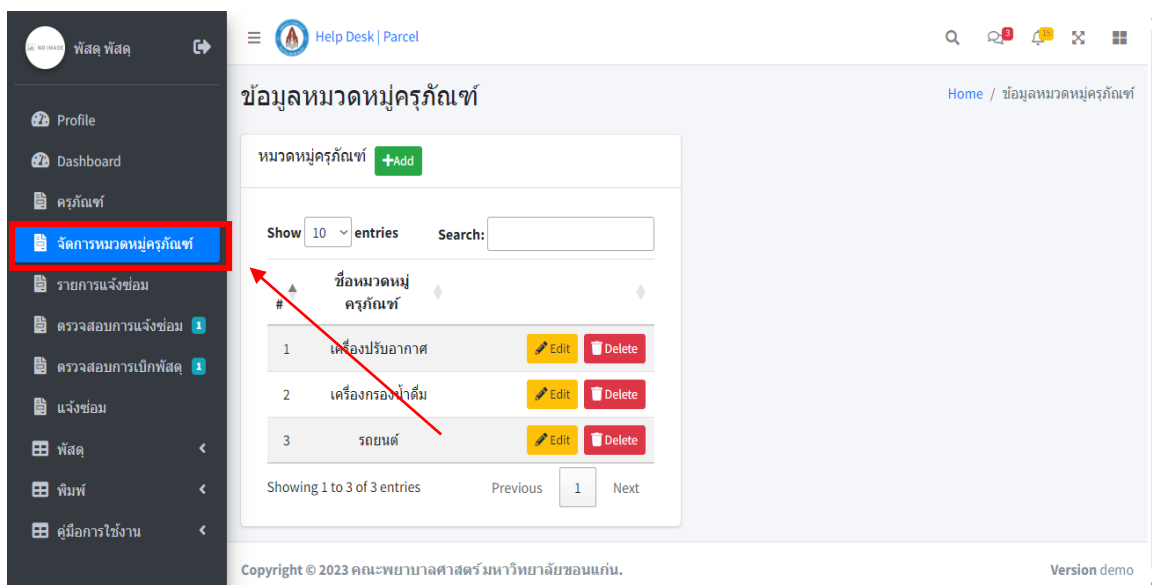 NO IMAGE
พัสดุ พัสดุ
Help Desk | Parcel
3
15
Profile
Dashboard
ครุภัณฑ์
จัดการหมวดหมู่ครุภัณฑ์
รายการแจ้งซ่อม
ตรวจสอบการแจ้งซ่อม 1
ตรวจสอบการเบิกพัสดุ 1
แจ้งซ่อม
พัสดุ
พิมพ์
คู่มือการใช้งาน
ข้อมูลหมวดหมู่ครุภัณฑ์
Home / ข้อมูลหมวดหมู่ครุภัณฑ์
หมวดหมู่ครุภัณฑ์ +Add
Show 10 entries Search:
# ชื่อหมวดหมู่
ครุภัณฑ์
1 เครื่องปรับอากาศ Edit Delete
2 เครื่องกรองน้ำดื่ม Edit Delete
3 รถยนต์ Edit Delete
Showing 1 to 3 of 3 entries Previous 1 Next
Copyright © 2023 คณะพยาบาลศาสตร์ มหาวิทยาลัยขอนแก่น. Version demo